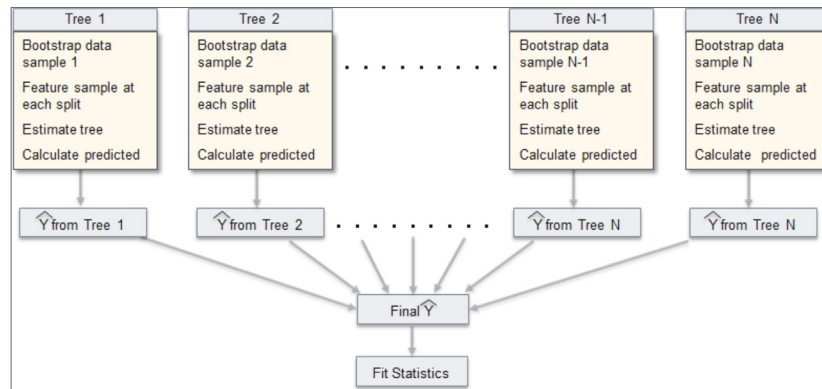 Tree 1
Bootstrap data
sample 1
Feature sample at
each split
Estimate tree
Calculate predicted
Tree 2
Bootstrap data
sample 2
Feature sample at
each split
Estimate tree
Calculate predicted
. . . . . . . . .
Tree N-1
Bootstrap data
sample N-1
Feature sample at
each split
Estimate tree
Calculate predicted
Tree N
Bootstrap data
sample N
Feature sample at
each split
Estimate tree
Calculate predicted
Ŷ from Tree 1
Ŷ from Tree 2
. . . . . . . . .
Ŷ from Tree N
Ŷ from Tree N
Final Ŷ
Fit Statistics